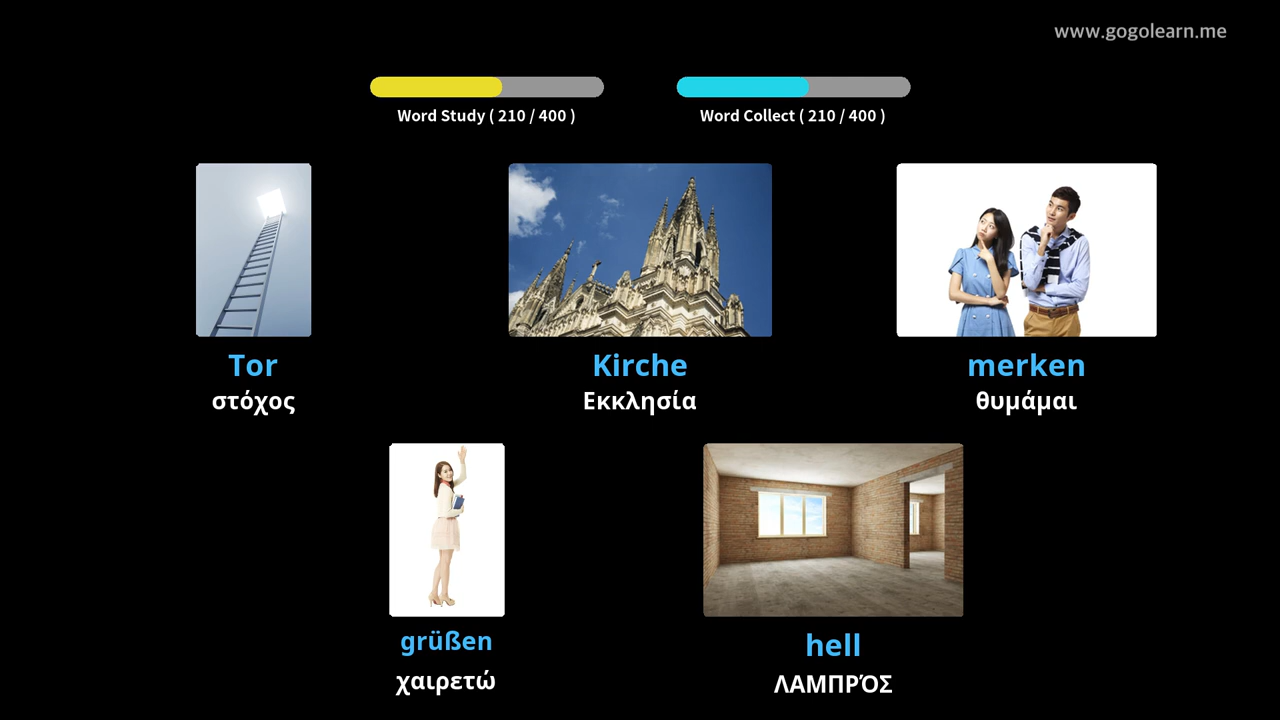 www.gogolearn.me
Word Study ( 210 / 400 )
Word Collect ( 210 / 400 )
Tor
στόχος
Kirche
Εκκλησία
merken
θυμάμαι
grüßen
χαιρετώ
hell
ΛΑΜΠΡΌΣ